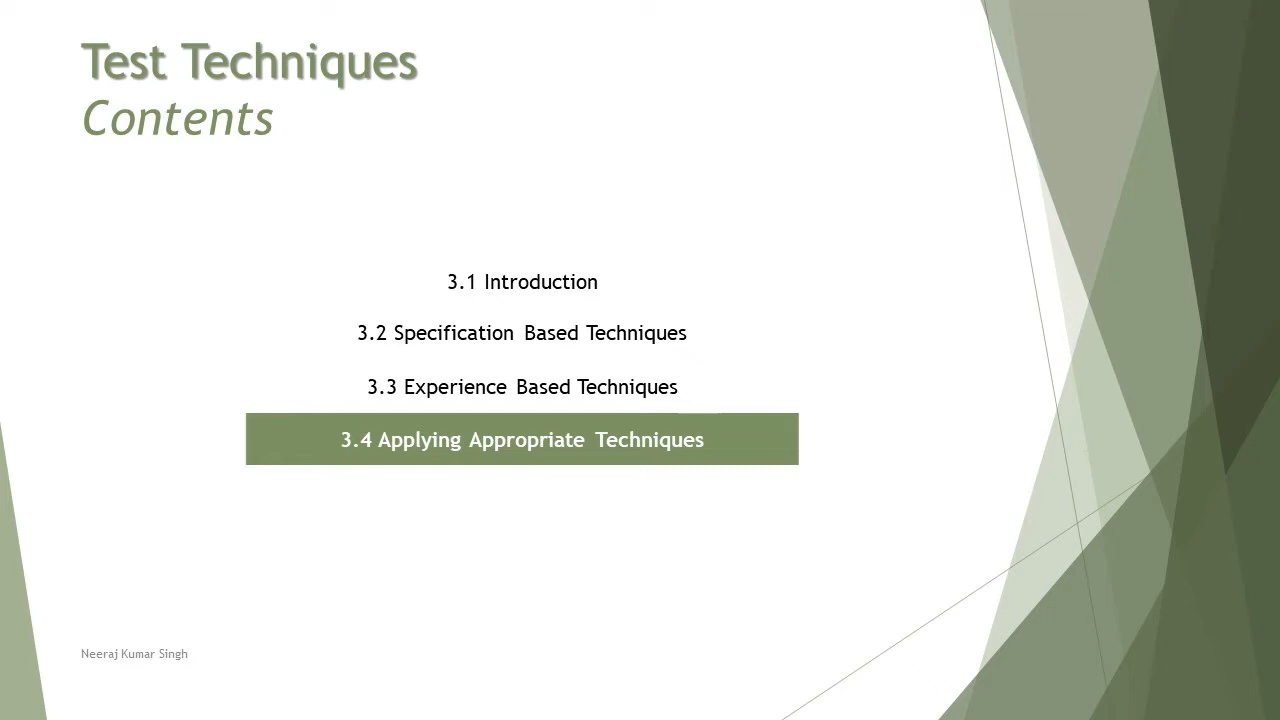 Test Techniques
Contents
3.1 Introduction
3.2 Specification Based Techniques
3.3 Experience Based Techniques
3.4 Applying Appropriate Techniques
Neeraj Kumar Singh